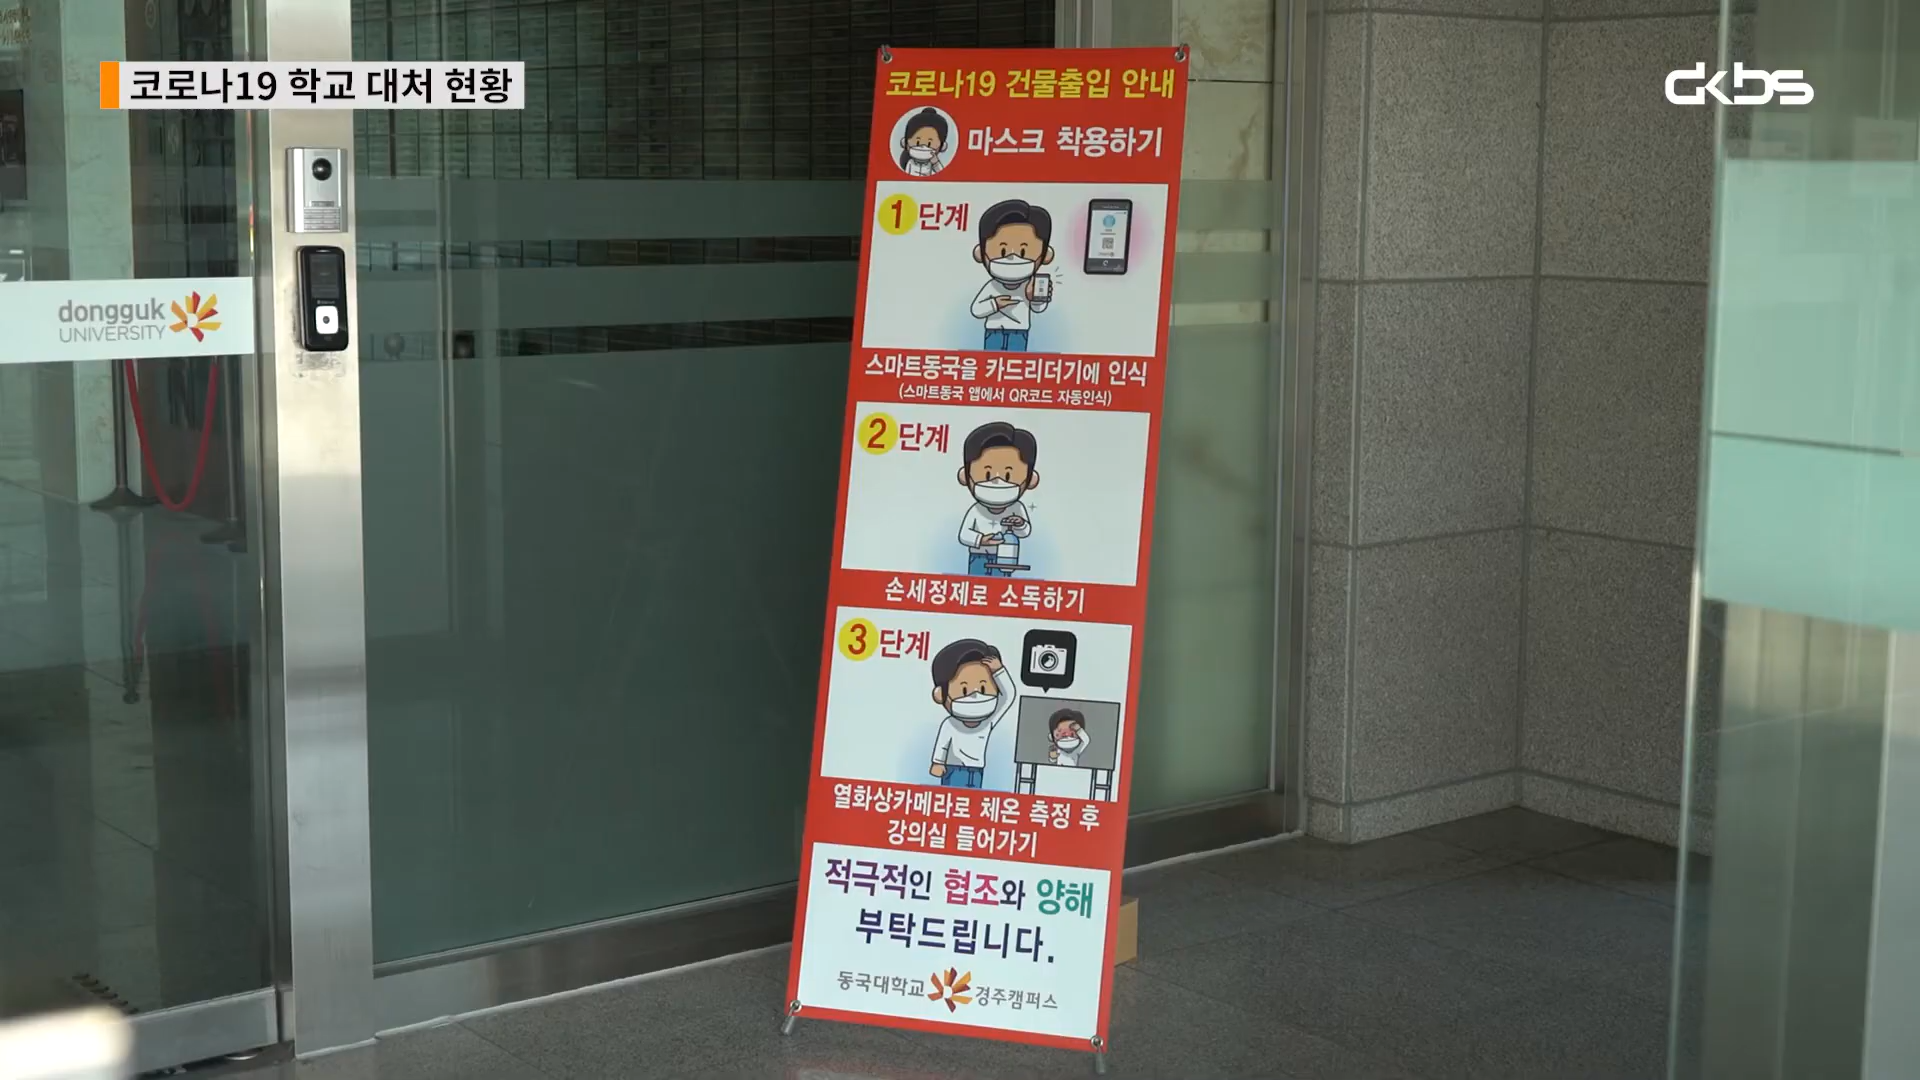 코로나19 학교 대처 현황
dkbs
dongguk
UNIVERSITY
코로나19 건물출입 안내
마스크 착용하기
1 단계
스마트동국을 카드리더기에 인식
(스마트동국 앱에서 QR코드 자동인식)
2 단계
손세정제로 소독하기
3 단계
열화상카메라로 체온 측정 후
강의실 들어가기
적극적인 협조와 양해
부탁드립니다.
동국대학교 경주캠퍼스